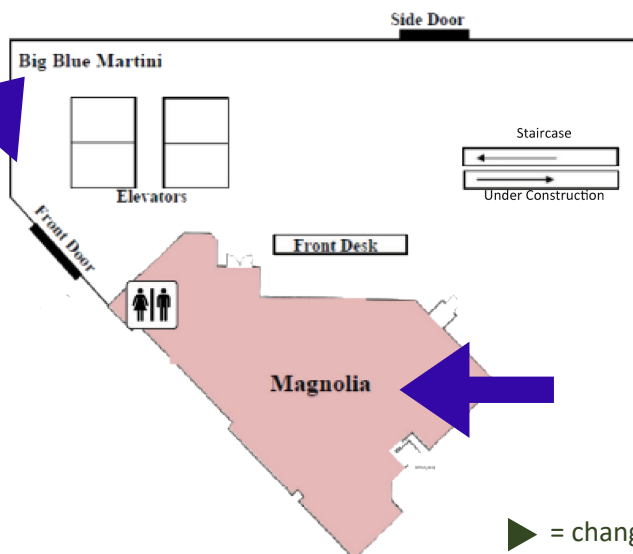 Side Door
Big Blue Martini
Staircase
Elevators
Under Construction
Front Door
Front Desk
Magnolia
= chang